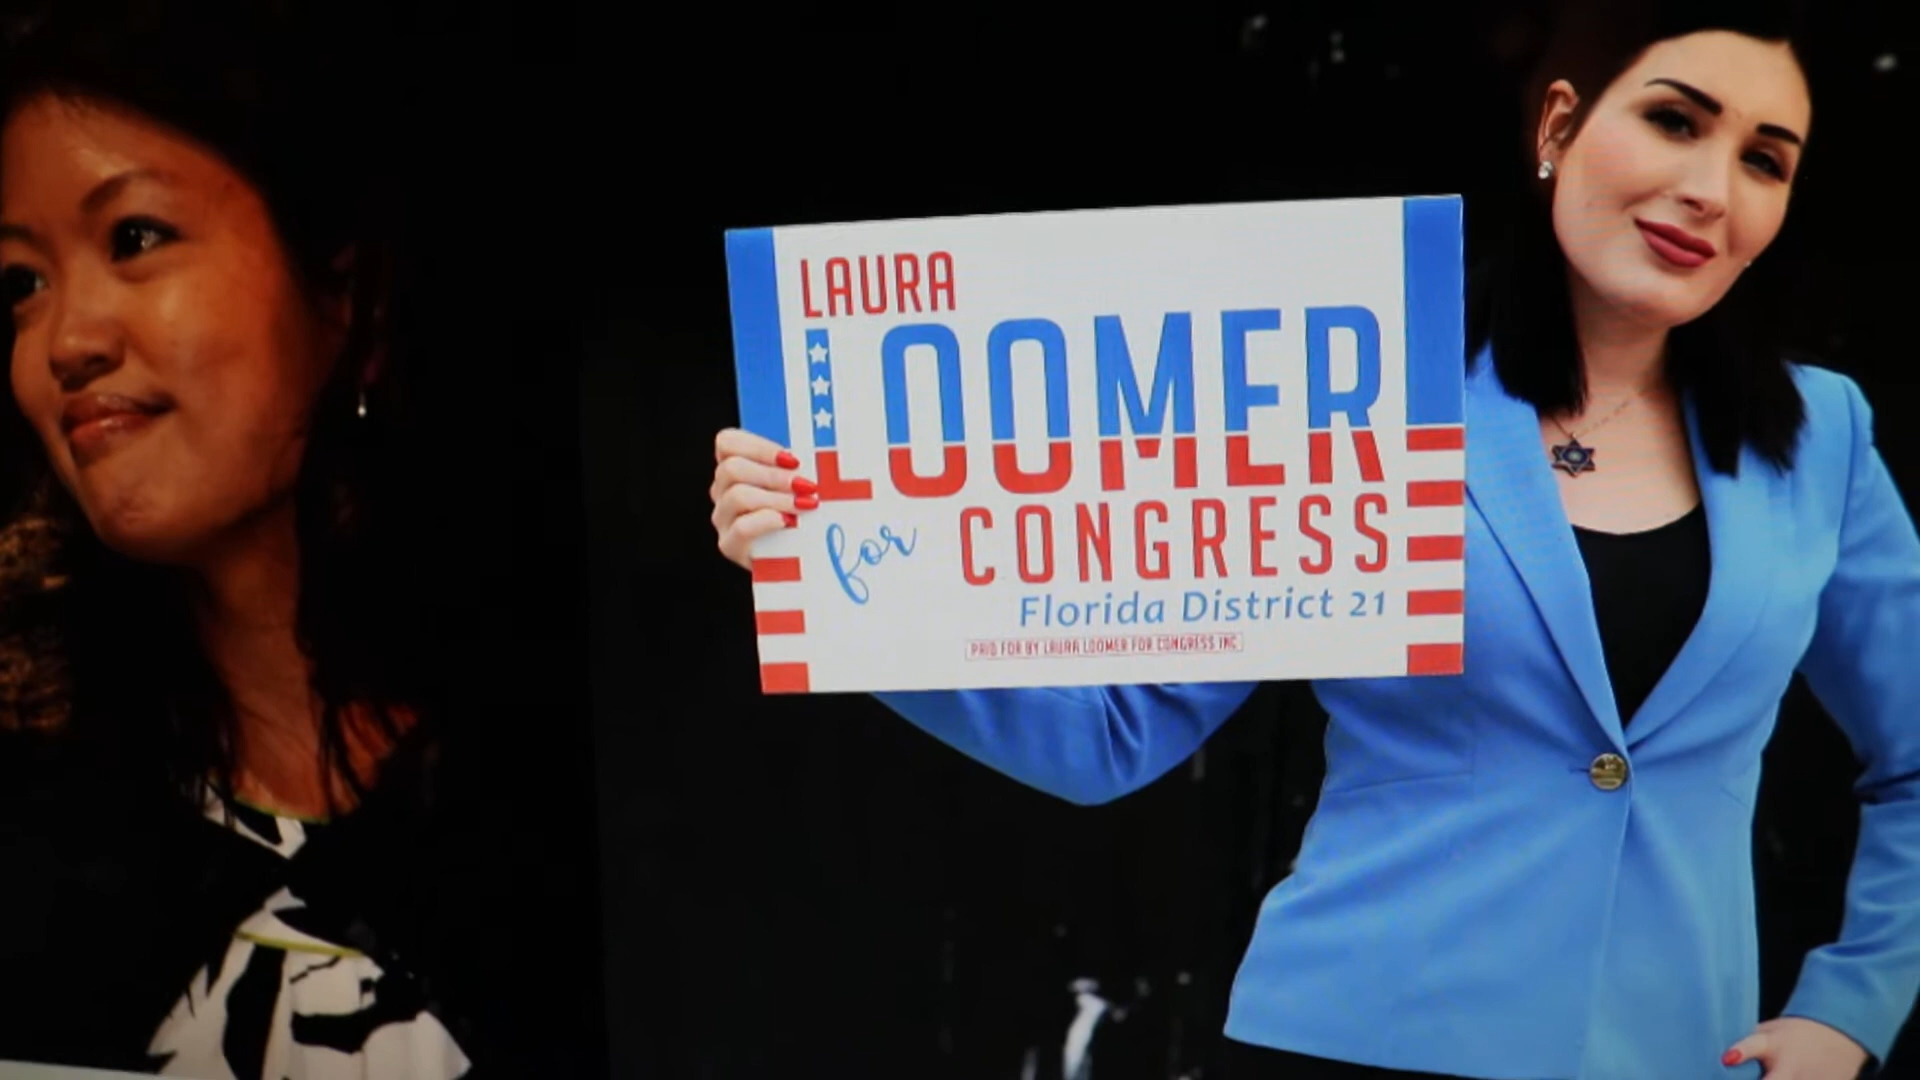 LAURA
LOOMER
for CONGRESS
Florida District 21
PAID FOR BY LAURA LOOMER FOR CONGRESS INC